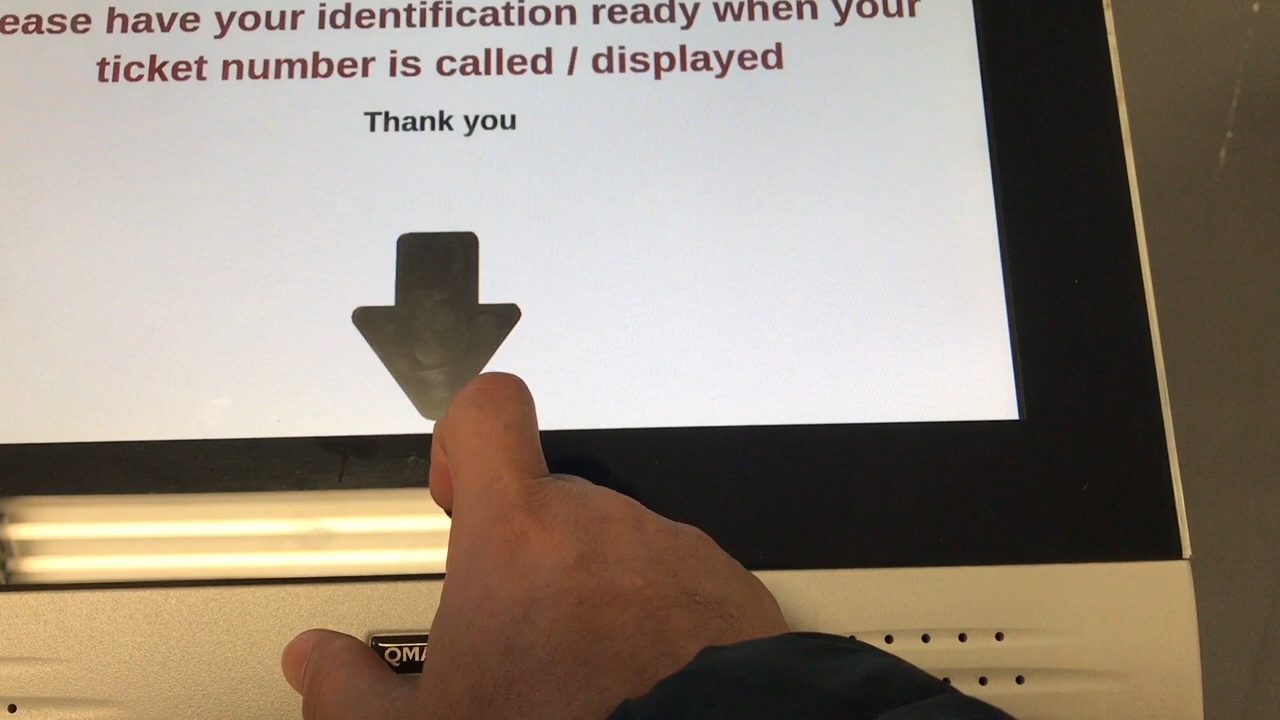 ease have your identification ready when your
ticket number is called / displayed
Thank you
QMA